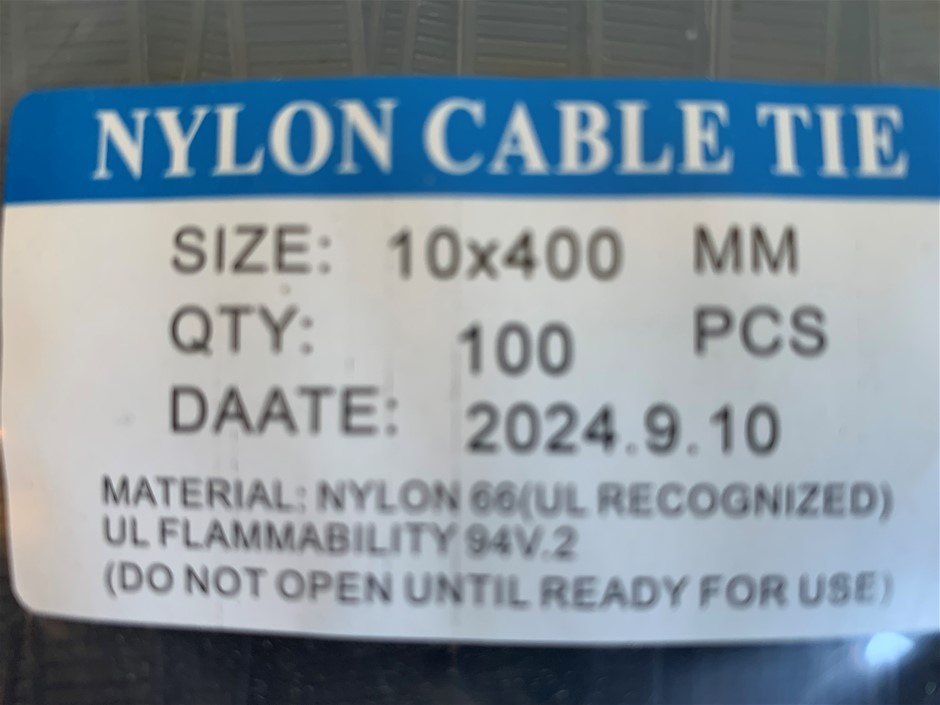 NYLON CABLE TIE
SIZE: 10x400 MM
QTY: 100 PCS
DAATE: 2024.9.10
MATERIAL: NYLON 66(UL RECOGNIZED)
UL FLAMMABILITY 94V.2
(DO NOT OPEN UNTIL READY FOR USE)